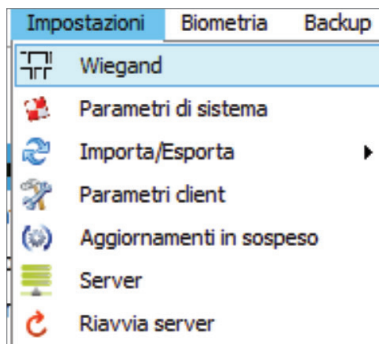 Impostazioni Biometria Backup
Wiegand
Parametri di sistema
Importa/Esporta
Parametri client
Aggiornamenti in sospeso
Server
Riavvia server